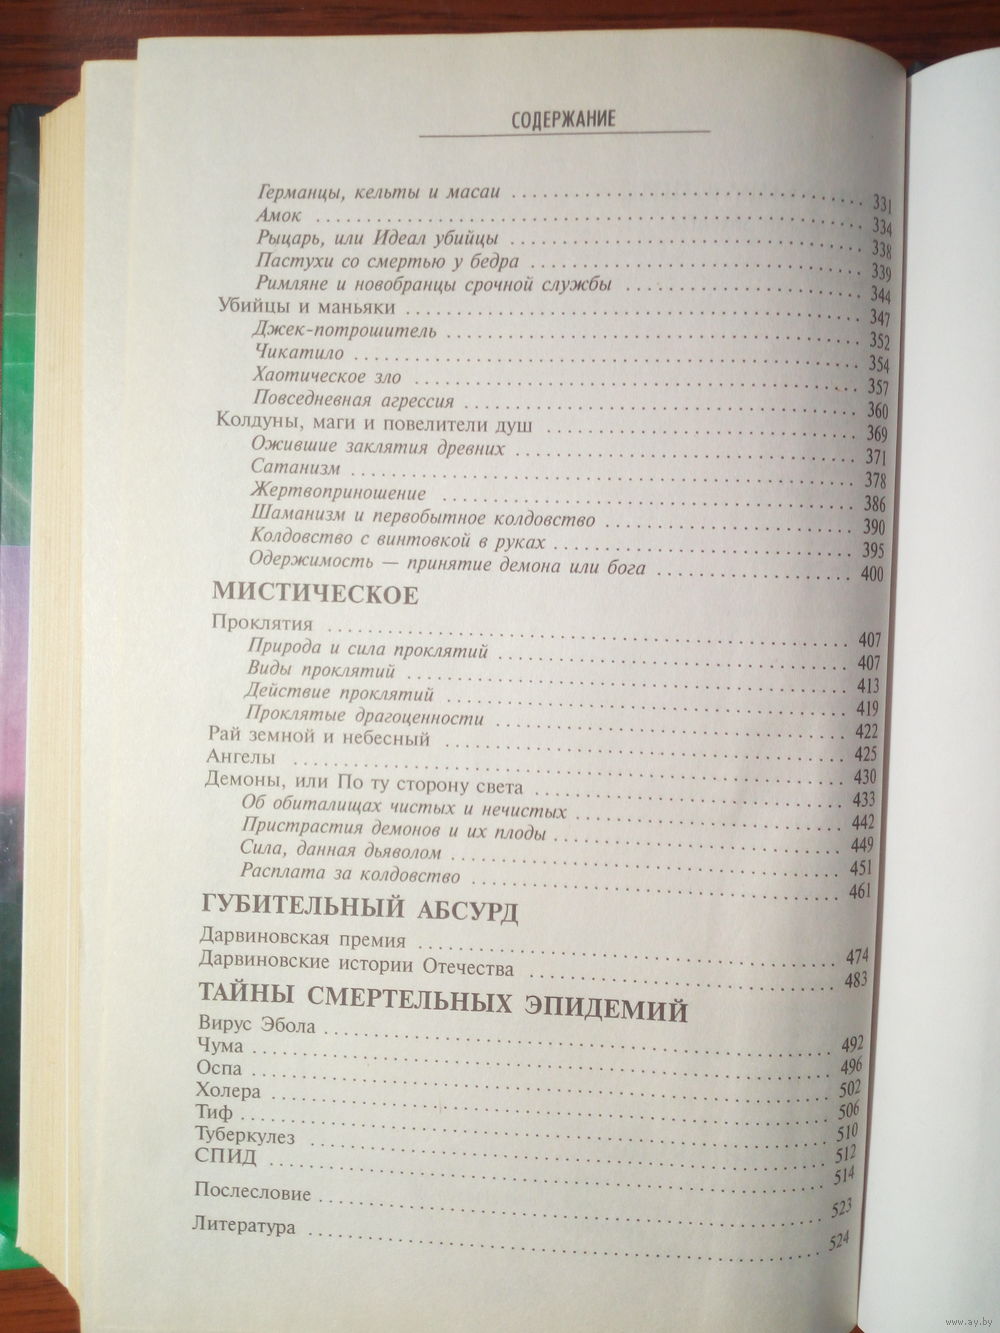 СОДЕРЖАНИЕ
Германцы, кельты и масаи 331
Амок 334
Рыцарь, или Идеал убийцы 338
Пастухи со смертью у бедра 339
Римляне и новобранцы срочной службы 344
Убийцы и маньяки 347
Джек-потрошитель 352
Чикатило 354
Хаотическое зло 357
Повседневная агрессия 360
Колдуны, маги и повелители душ 369
Ожившие заклятия древних 371
Сатанизм 378
Жертвоприношение 386
Шаманизм и первобытное колдовство 390
Колдовство с винтовкой в руках 395
Одержимость — принятие демона или бога 400
МИСТИЧЕСКОЕ
Проклятия 407
Природа и сила проклятий 407
Виды проклятий 413
Действие проклятий 419
Проклятые драгоценности 422
Рай земной и небесный 425
Ангелы 430
Демоны, или По ту сторону света 433
Об обиталищах чистых и нечистых 442
Пристрастия демонов и их плоды 449
Сила, данная дьяволом 451
Расплата за колдовство 461
ГУБИТЕЛЬНЫЙ АБСУРД
Дарвиновская премия 474
Дарвиновские истории Отечества 483
ТАЙНЫ СМЕРТЕЛЬНЫХ ЭПИДЕМИЙ
Вирус Эбола 492
Чума 496
Оспа 502
Холера 506
Тиф 510
Туберкулез 512
СПИД 514
Послесловие 523
Литература 524
www.ay.by